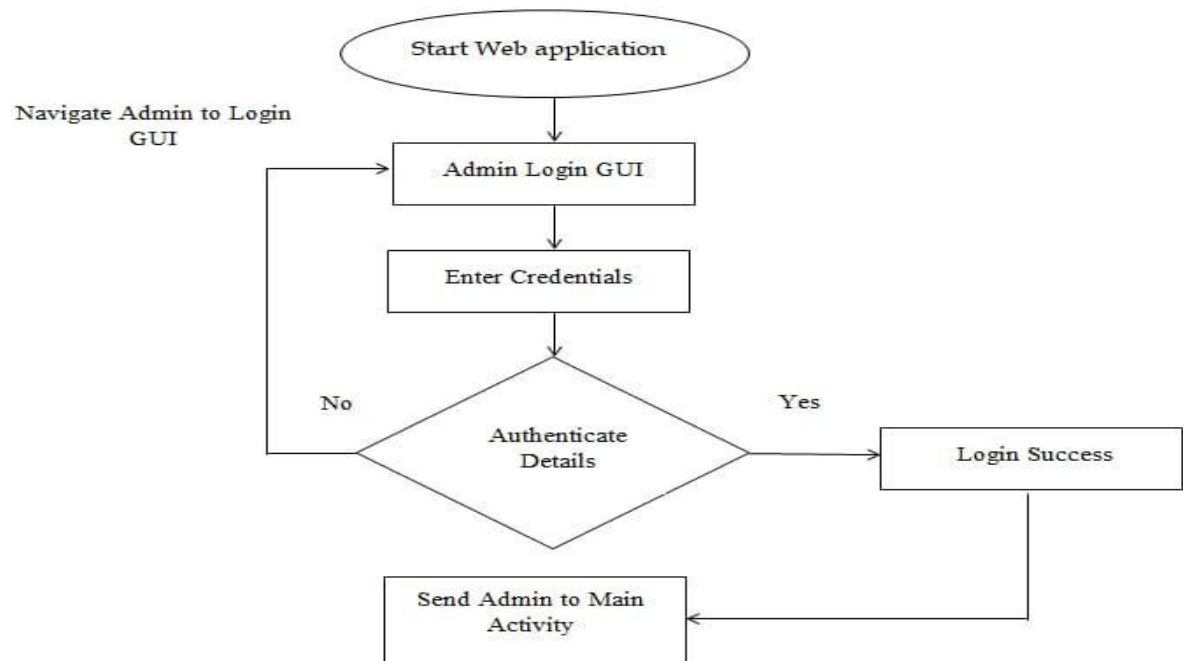 Start Web application
Navigate Admin to Login
GUI
Admin Login GUI
Enter Credentials
No
Yes
Authenticate
Details
Login Success
Send Admin to Main
Activity